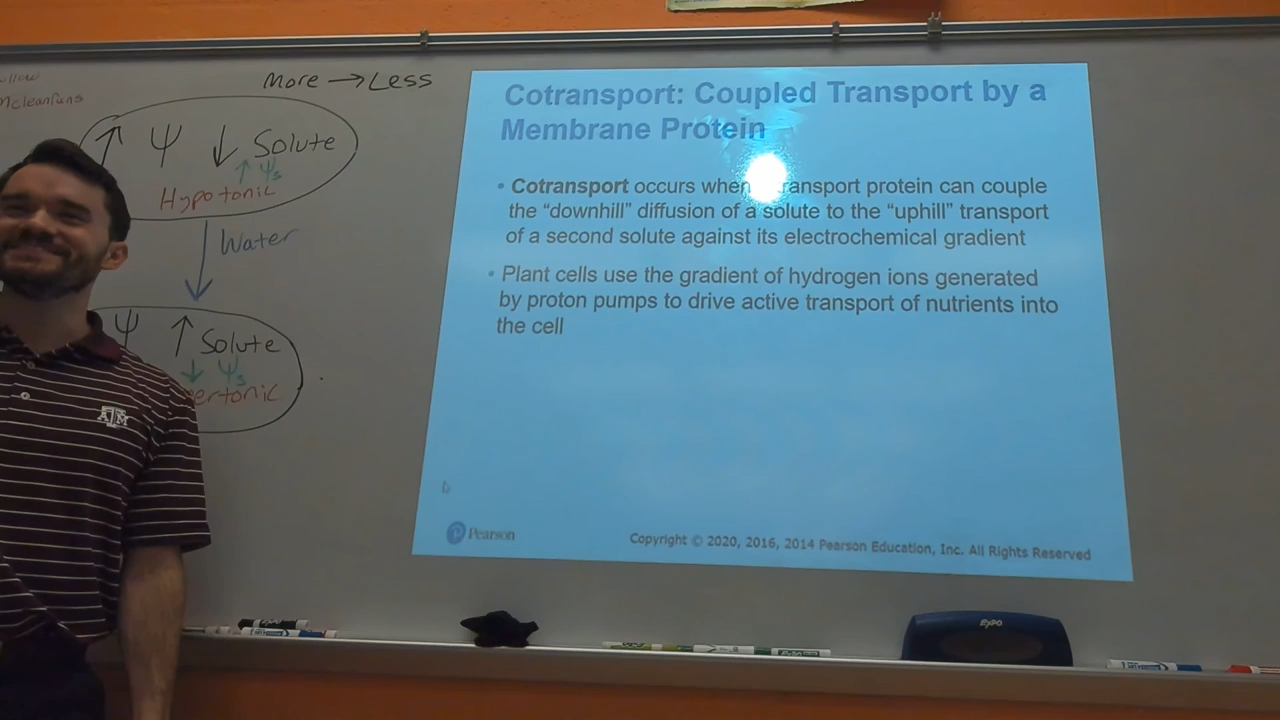 More → Less
↑ Ψ ↓ Solute
↑ Ψs
Hypotonic
Water
Ψ ↑ Solute
↓ Ψs
ertonic
ATM
Cotransport: Coupled Transport by a
Membrane Protein
• Cotransport occurs when transport protein can couple
the “downhill” diffusion of a solute to the “uphill” transport
of a second solute against its electrochemical gradient
• Plant cells use the gradient of hydrogen ions generated
by proton pumps to drive active transport of nutrients into
the cell
Pearson
Copyright © 2020, 2016, 2014 Pearson Education, Inc. All Rights Reserved
EXPO